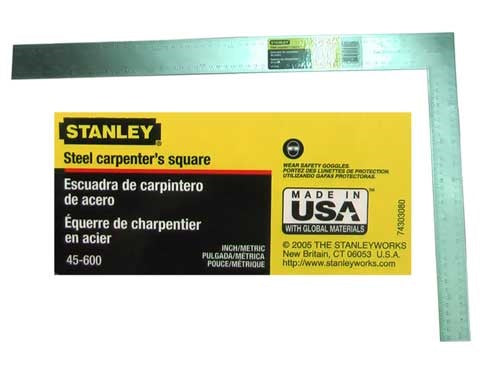 STANLEY
Steel carpenter's square
Escuadra de carpintero
de acero
Équerre de charpentier
en acier
INCH/METRIC
PULGADA/MÉTRICA
POUCE/MÉTRIQUE
45-600
WEAR SAFETY GOGGLES.
PORTEZ DES LUNETTES DE PROTECTION.
UTILIZANDO GAFAS PROTECTORAS.
MADE IN
USA™
WITH GLOBAL MATERIALS
74303080
© 2005 THE STANLEYWORKS
New Britain, CT 06053 U.S.A.
www.stanleyworks.com